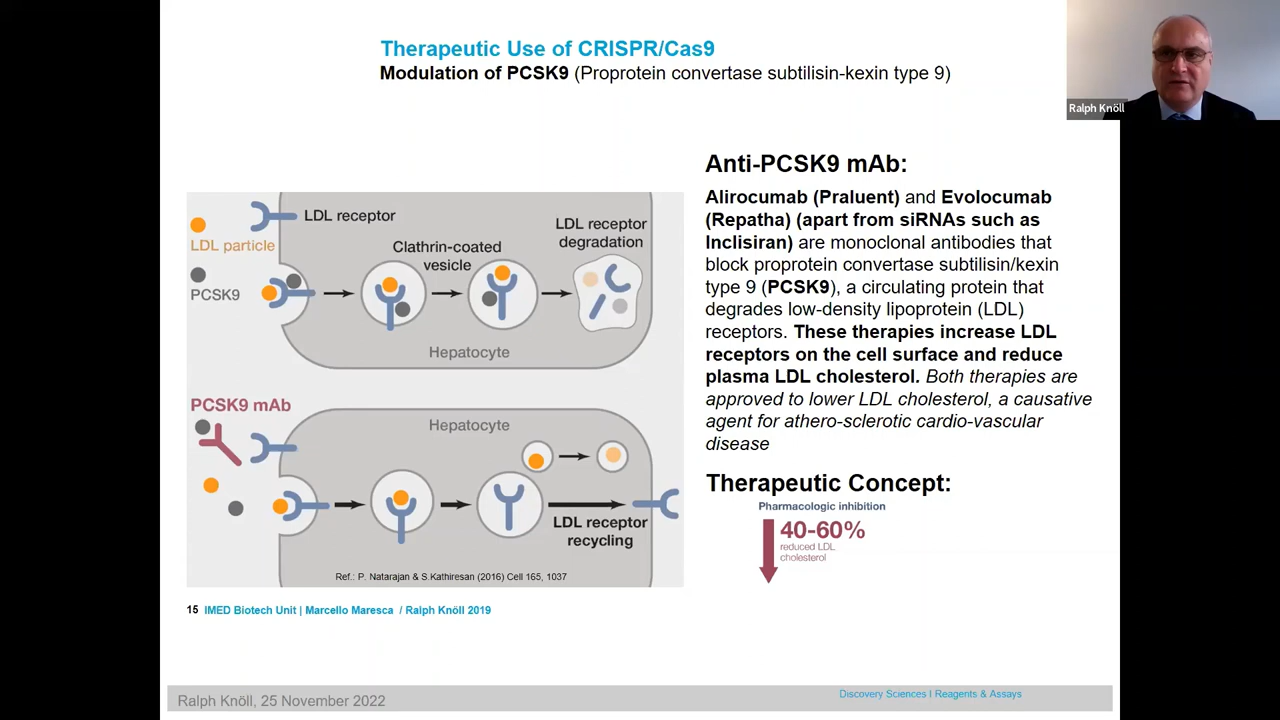 Therapeutic Use of CRISPR/Cas9
Modulation of PCSK9 (Proprotein convertase subtilisin-kexin type 9)
Ralph Knöll
LDL receptor
LDL particle
PCSK9
Clathrin-coated
vesicle
LDL receptor
degradation
Hepatocyte
PCSK9 mAb
Hepatocyte
LDL receptor
recycling
Ref.: P. Natarajan & S.Kathiresan (2016) Cell 165, 1037
Anti-PCSK9 mAb:
Alirocumab (Praluent) and Evolocumab
(Repatha) (apart from siRNAs such as
Inclisiran) are monoclonal antibodies that
block proprotein convertase subtilisin/kexin
type 9 (PCSK9), a circulating protein that
degrades low-density lipoprotein (LDL)
receptors. These therapies increase LDL
receptors on the cell surface and reduce
plasma LDL cholesterol. Both therapies are
approved to lower LDL cholesterol, a causative
agent for athero-sclerotic cardio-vascular
disease
Therapeutic Concept:
Pharmacologic inhibition
40-60%
reduced LDL
cholesterol
15 IMED Biotech Unit | Marcello Maresca / Ralph Knöll 2019
Ralph Knöll, 25 November 2022
Discovery Sciences I Reagents & Assays